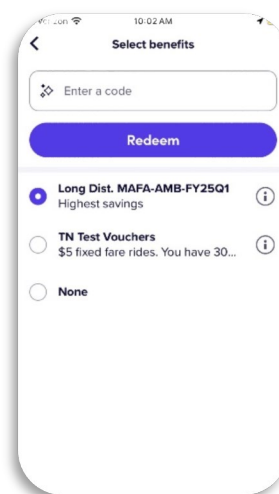 10:02 AM
Select benefits
Enter a code
Redeem
Long Dist. MAFA-AMB-FY25Q1
Highest savings
TN Test Vouchers
$5 fixed fare rides. You have 30...
None